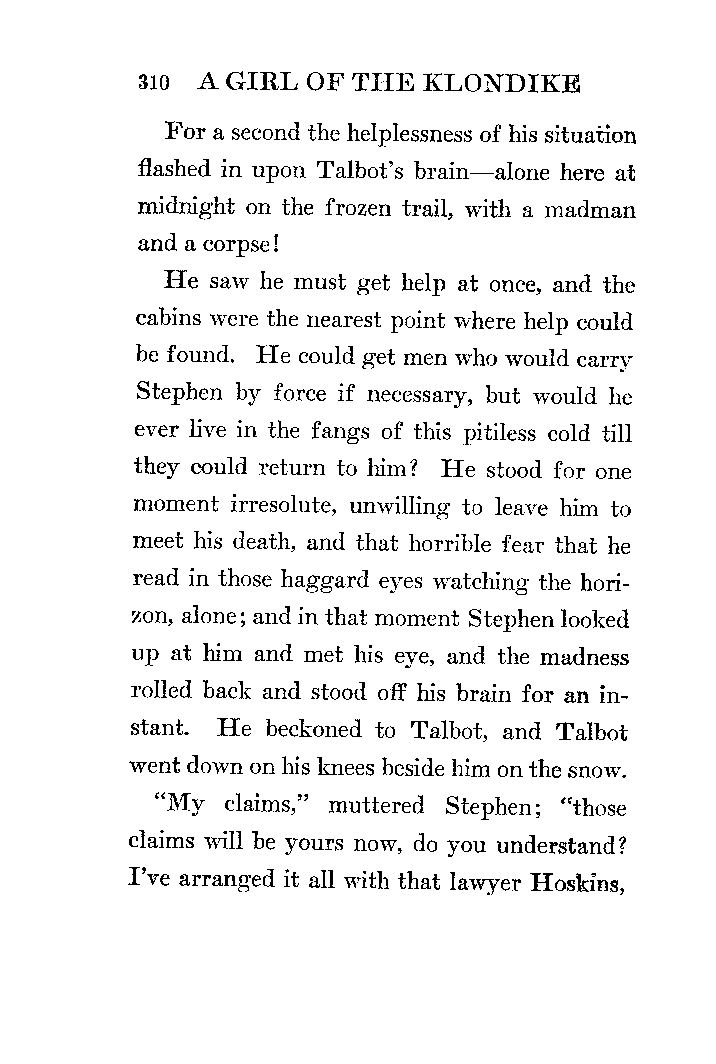 310 A GIRL OF THE KLONDIKE
For a second the helplessness of his situation
flashed in upon Talbot's brain—alone here at
midnight on the frozen trail, with a madman
and a corpse!
He saw he must get help at once, and the
cabins were the nearest point where help could
be found. He could get men who would carry
Stephen by force if necessary, but would he
ever live in the fangs of this pitiless cold till
they could return to him? He stood for one
moment irresolute, unwilling to leave him to
meet his death, and that horrible fear that he
read in those haggard eyes watching the hori-
zon, alone; and in that moment Stephen looked
up at him and met his eye, and the madness
rolled back and stood off his brain for an in-
stant. He beckoned to Talbot, and Talbot
went down on his knees beside him on the snow.
“My claims,” muttered Stephen; “those
claims will be yours now, do you understand?
I've arranged it all with that lawyer Hoskins,